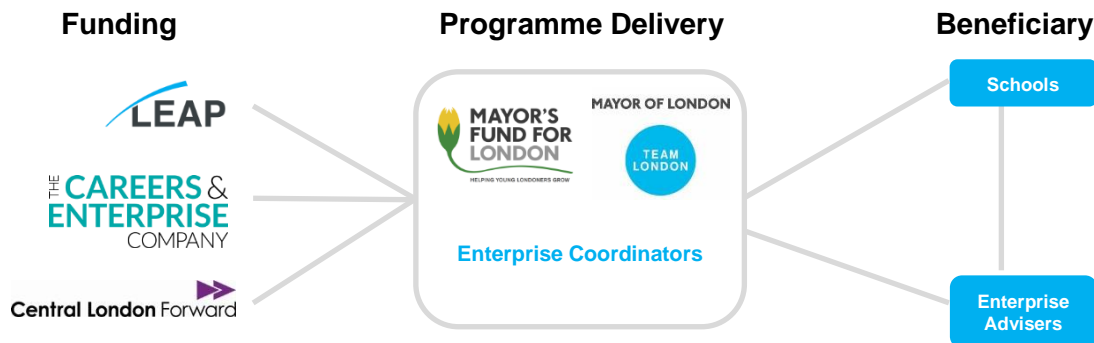 Funding
Programme Delivery
Beneficiary
LEAP
THE
CAREERS &
ENTERPRISE
COMPANY
Central London Forward
MAYOR'S
FUND FOR
LONDON
HELPING YOUNG LONDONERS GROW
MAYOR OF LONDON
TEAM
LONDON
Enterprise Coordinators
Schools
Enterprise
Advisers